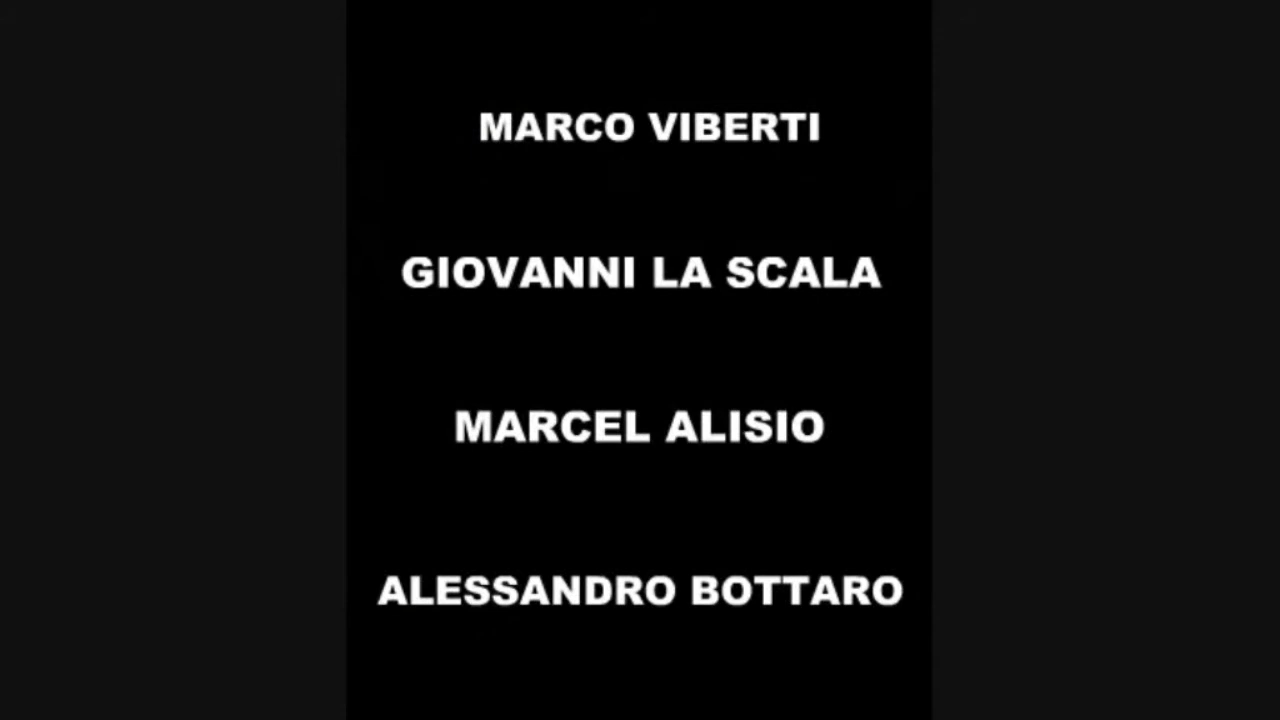 MARCO VIBERTI
GIOVANNI LA SCALA
MARCEL ALISIO
ALESSANDRO BOTTARO